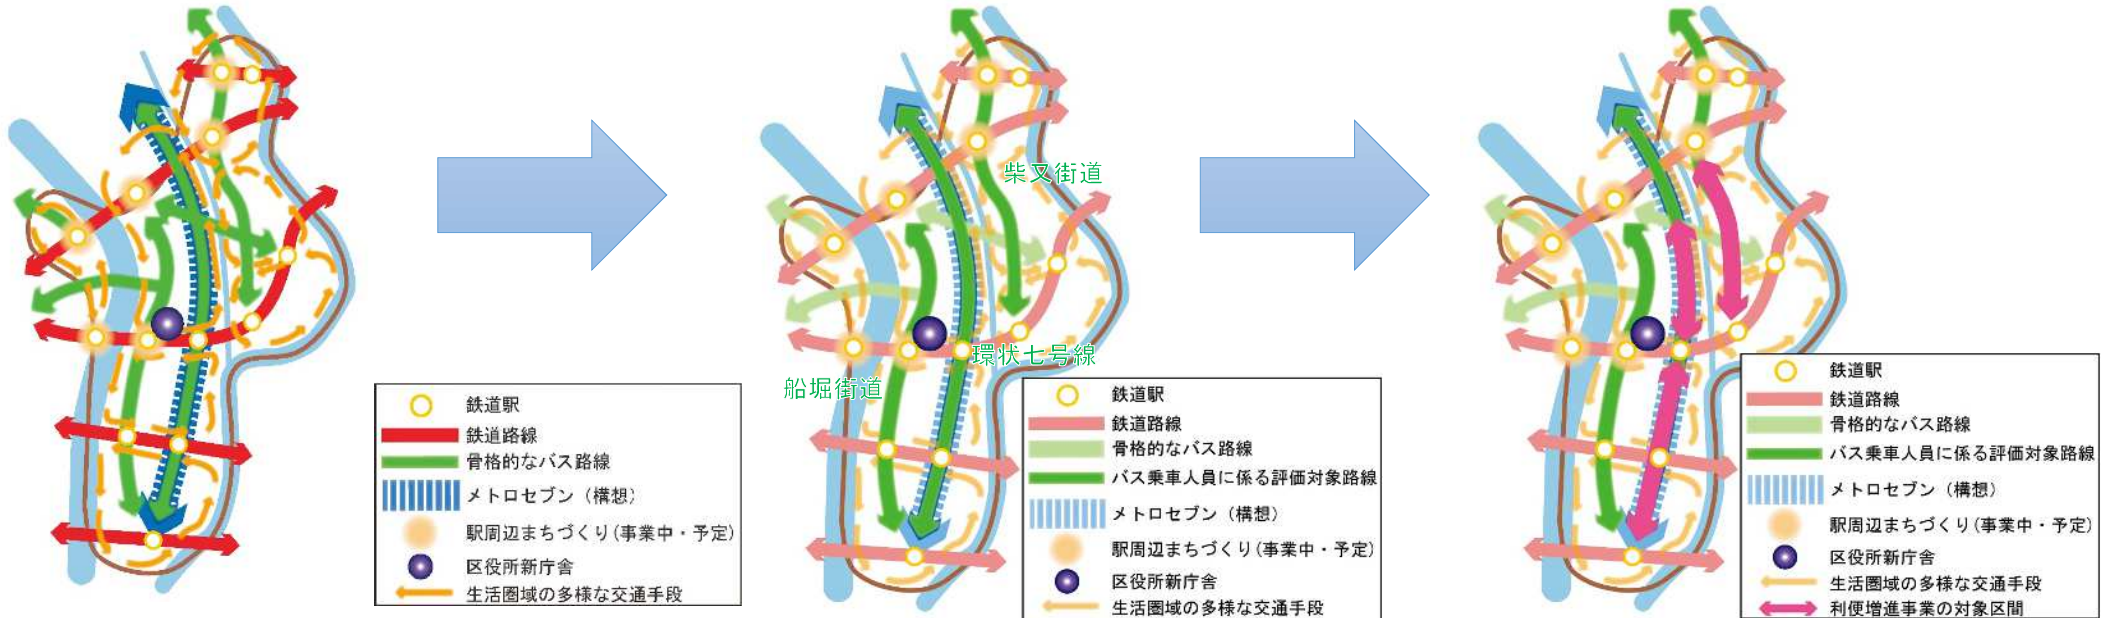 鉄道駅
鉄道路線
骨格的なバス路線
メトロセブン（構想）
駅周辺まちづくり(事業中・予定)
区役所新庁舎
生活圏域の多様な交通手段
柴又街道
環状七号線
船堀街道
鉄道駅
鉄道路線
骨格的なバス路線
バス乗車人員に係る評価対象路線
メトロセブン（構想）
駅周辺まちづくり(事業中・予定)
区役所新庁舎
生活圏域の多様な交通手段
鉄道駅
鉄道路線
骨格的なバス路線
バス乗車人員に係る評価対象路線
メトロセブン（構想）
駅周辺まちづくり(事業中・予定)
区役所新庁舎
生活圏域の多様な交通手段
利便増進事業の対象区間